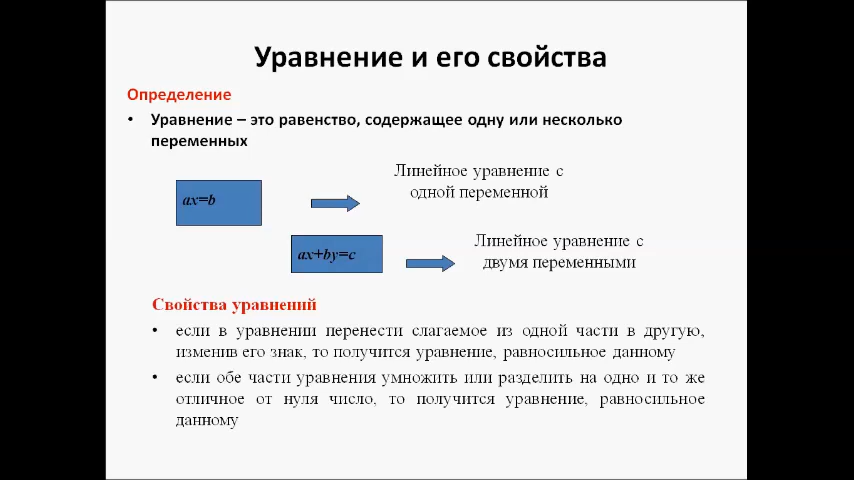 Уравнение и его свойства
Определение
• Уравнение – это равенство, содержащее одну или несколько
переменных
Линейное уравнение с
одной переменной
ax=b
Линейное уравнение с
двумя переменными
ax+by=c
Свойства уравнений
• если в уравнении перенести слагаемое из одной части в другую,
изменив его знак, то получится уравнение, равносильное данному
• если обе части уравнения умножить или разделить на одно и то же
отличное от нуля число, то получится уравнение, равносильное
данному